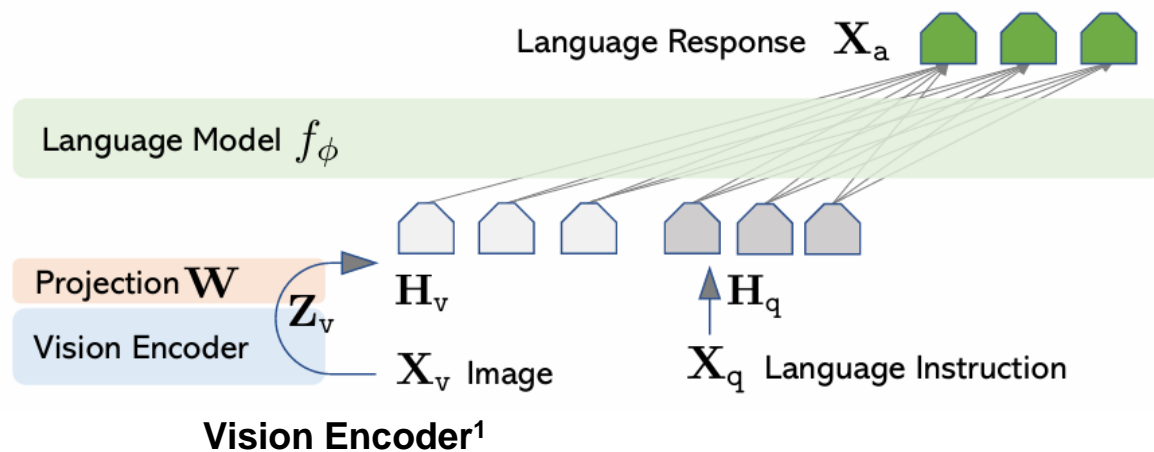 Language Response X_a
Language Model f_ϕ
Projection W
Z_v
H_v
H_q
Vision Encoder
X_v Image
X_q Language Instruction
Vision Encoder¹